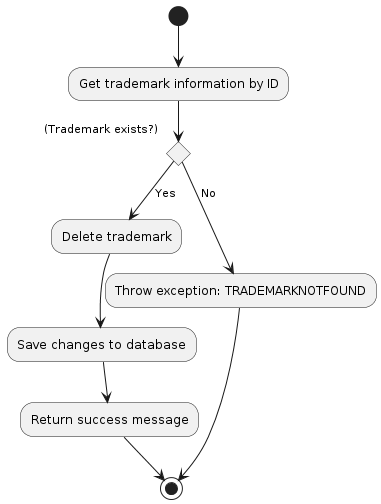 Get trademark information by ID
(Trademark exists?)
Yes
No
Delete trademark
Throw exception: TRADEMARKNOTFOUND
Save changes to database
Return success message